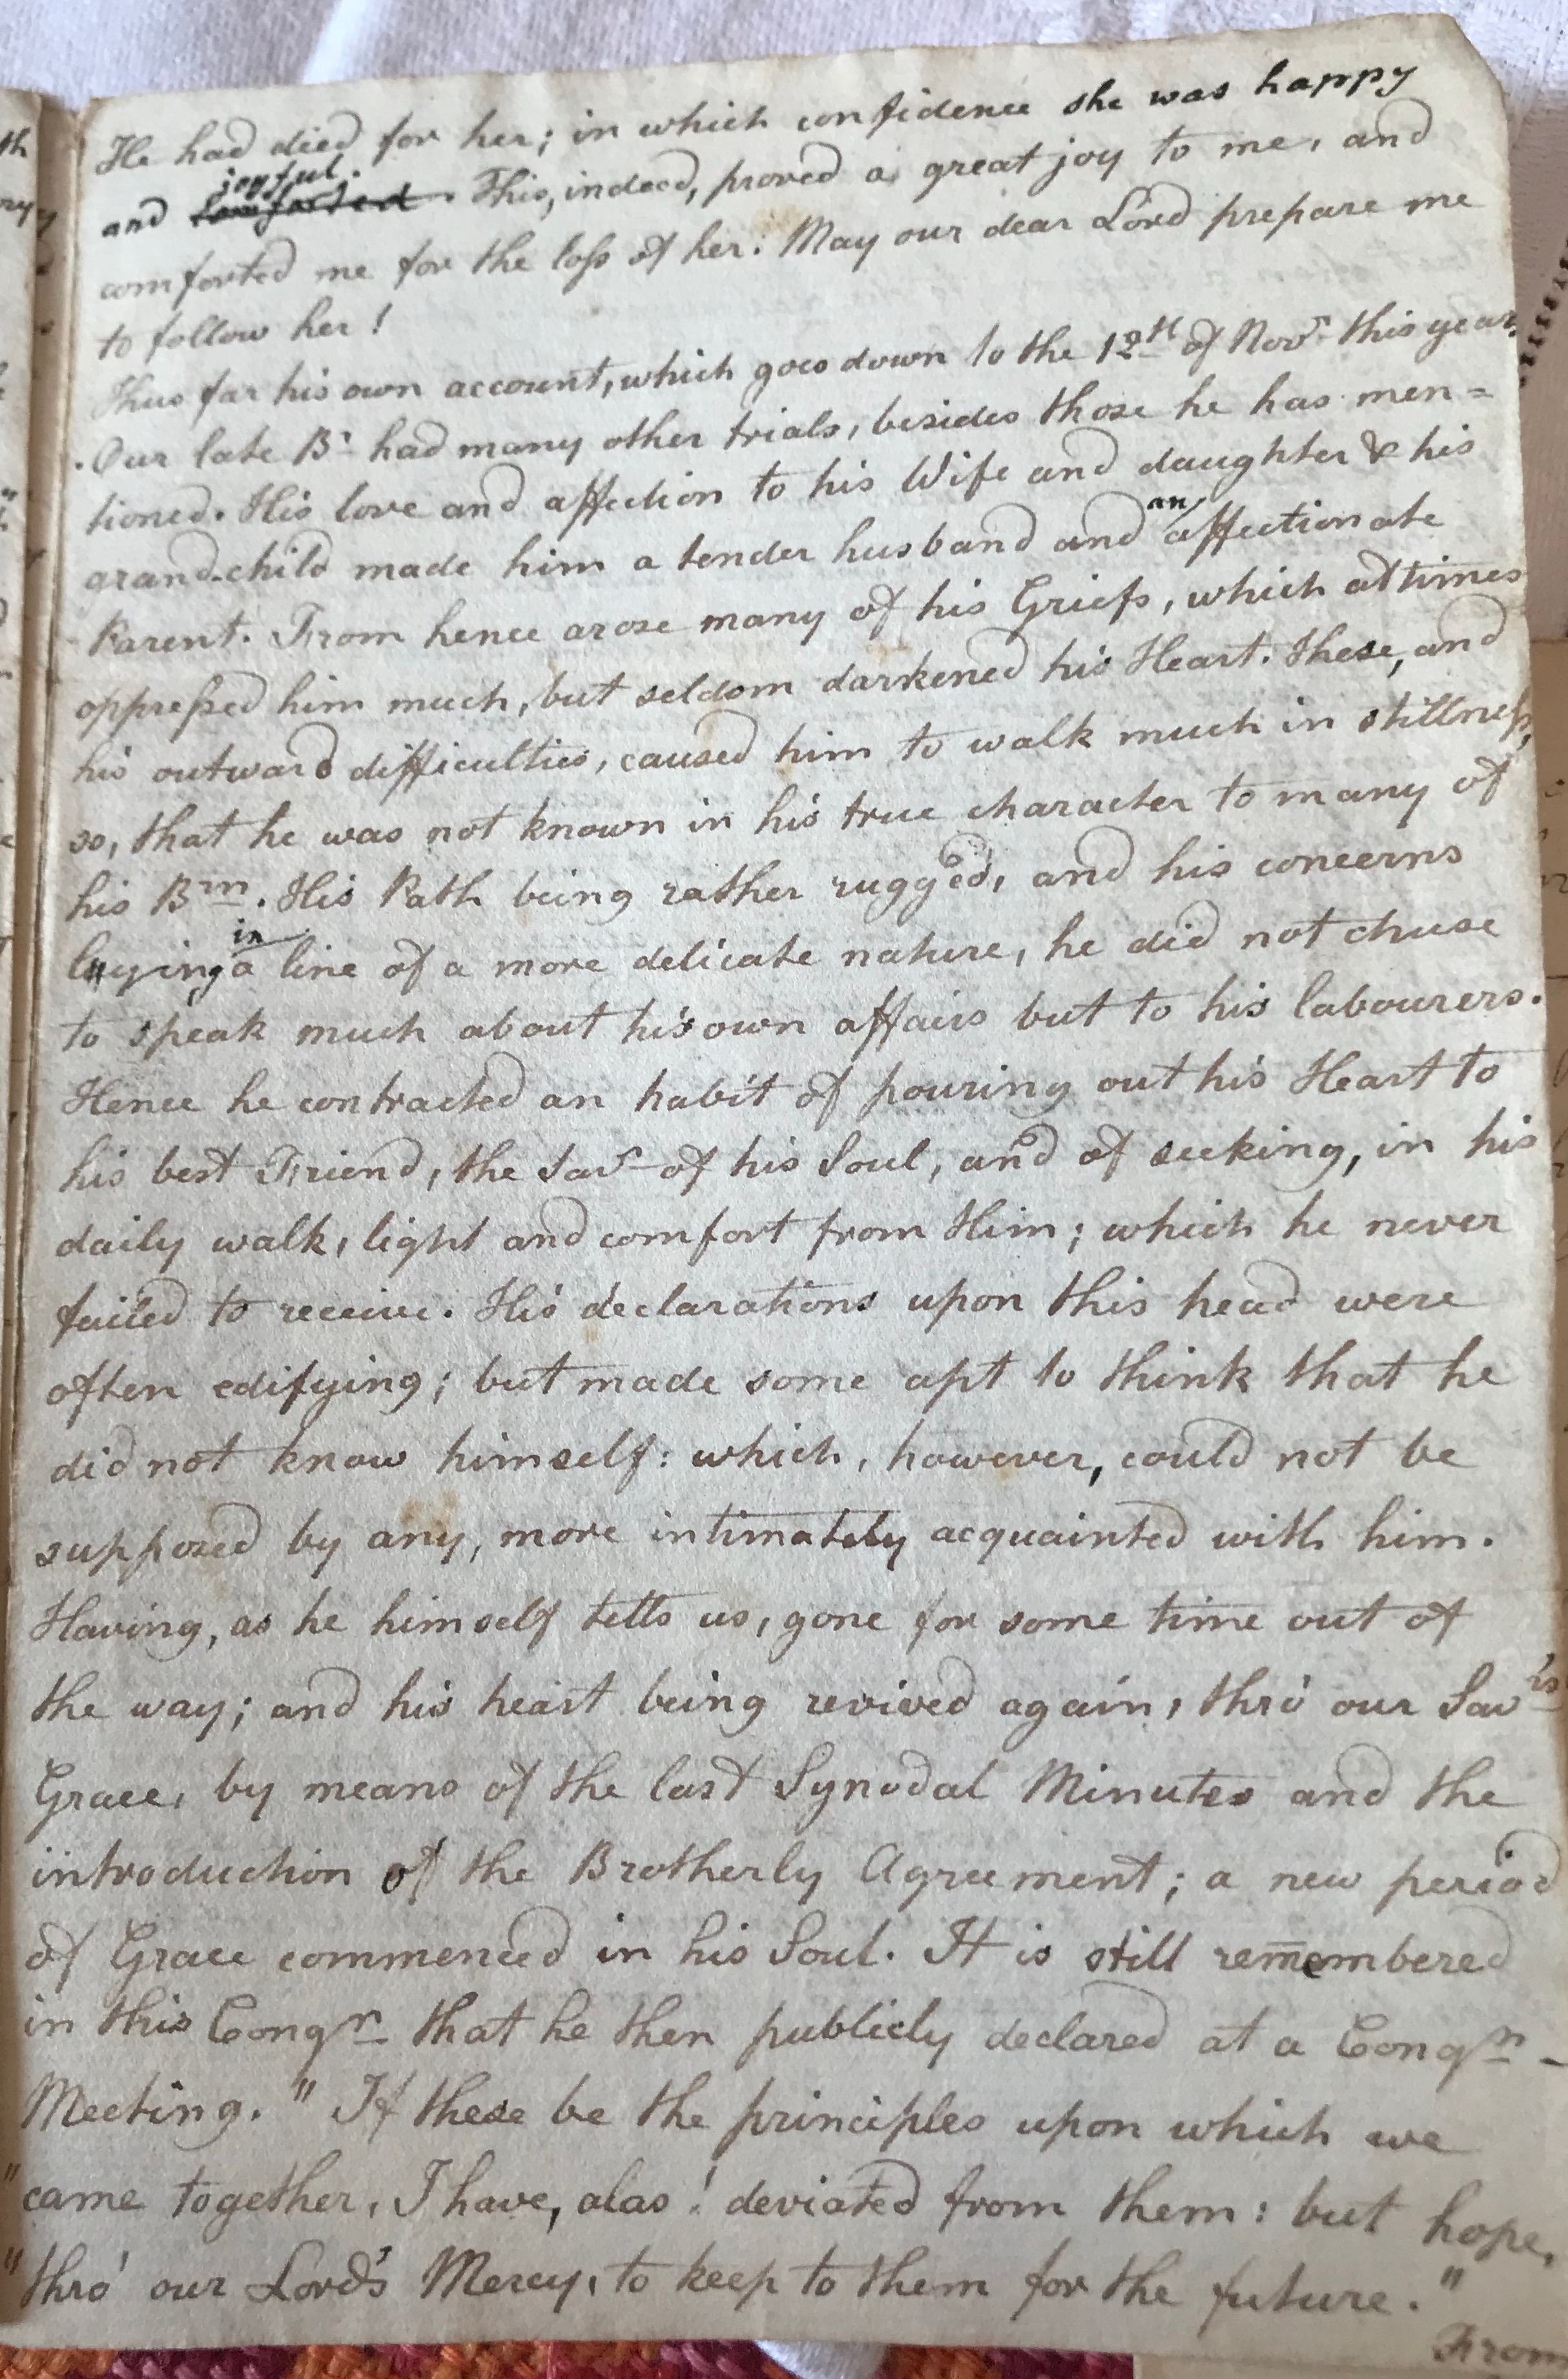 He had died for her; in which confidence she was happy
and comforted joyful. This, indeed, proved a great joy to me, and
comforted me for the loss of her. May our dear Lord prepare me
to follow her!
Thus far his own account, which goes down to the 12th of Novr this year.
Our late Br had many other trials, besides those he has men=
tioned. His love and affection to his Wife and daughter & his
grand-child made him a tender husband and an affectionate
Parent. From hence arose many of his Griefs, which at times
oppressed him much, but seldom darkened his Heart. These, and
his outward difficulties, caused him to walk much in stillness,
so, that he was not known in his true character to many of
his Brn. His Path being rather rugged, and his concerns
lying in a line of a more delicate nature, he did not chuse
to speak much about his own affairs but to his labourers.
Hence he contracted an habit of pouring out his Heart to
his best Friend, the Savr of his Soul, and of seeking, in his
daily walk, light and comfort from Him; which he never
failed to receive. His declarations upon this head were
often edifying; but made some apt to think that he
did not know himself: which, however, could not be
supposed by any, more intimately acquainted with him.
Having, as he himself tells us, gone for some time out of
the way; and his heart being revived again, thro' our Savr's
Grace, by means of the last Synodal Minutes and the
introduction of the Brotherly Agreement; a new period
of Grace commenced in his Soul. It is still remembered
in this Congn that he then publicly declared at a Congn-
Meeting. "If these be the principles upon which we
"came together, I have, alas! deviated from them: but hope,
"thro' our Lord's Mercy, to keep to them for the future."
From